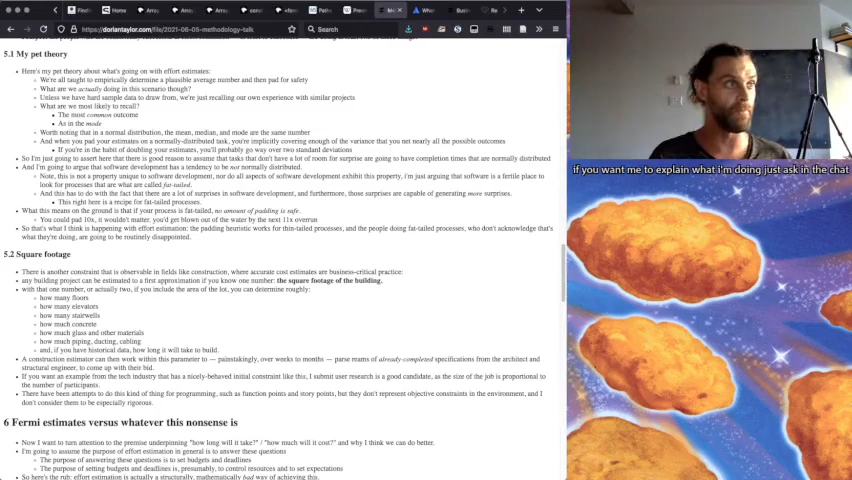 Array
https://doriantaylor.com/file/2021-06-05-methodology-talk
Search
5.1 My pet theory
Here's my pet theory about what's going on with effort estimates:
We're all taught to empirically determine a plausible average number and then pad for safety
What are we actually doing in this scenario though?
Unless we have hard sample data to draw from, we're just recalling our own experience with similar projects
What are we most likely to recall?
The most common outcome
As in the mode
Worth noting that in a normal distribution, the mean, median, and mode are the same number
And when you pad your estimates on a normally-distributed task, you're implicitly covering enough of the variance that you net nearly all the possible outcomes
If you're in the habit of doubling your estimates, you'll probably go way over two standard deviations
So I'm just going to assert here that there is good reason to assume that tasks that don't have a lot of room for surprise are going to have completion times that are normally distributed
And I'm going to argue that software development has a tendency to be not normally distributed.
Note, this is not a property unique to software development, nor do all aspects of software development exhibit this property, i'm just arguing that software is a fertile place to
look for processes that are what are called fat-tailed.
And this has to do with the fact that there are a lot of surprises in software development, and furthermore, those surprises are capable of generating more surprises.
This right here is a recipe for fat-tailed processes.
What this means on the ground is that if your process is fat-tailed, no amount of padding is safe.
You could pad 10x, it wouldn't matter, you'd get blown out of the water by the next 11x overrun
So that's what I think is happening with effort estimation: the padding heuristic works for thin-tailed processes, and the people doing fat-tailed processes, who don't acknowledge that's
what they're doing, are going to be routinely disappointed.
5.2 Square footage
There is another constraint that is observable in fields like construction, where accurate cost estimates are business-critical practice:
any building project can be estimated to a first approximation if you know one number: the square footage of the building.
with that one number, or actually two, if you include the area of the lot, you can determine roughly:
how many floors
how many elevators
how many stairwells
how much concrete
how much glass and other materials
how much piping, ducting, cabling
and, if you have historical data, how long it will take to build.
A construction estimator can then work within this parameter to — painstakingly, over weeks to months — parse reams of already-completed specifications from the architect and
structural engineer, to come up with their bid.
If you want an example from the tech industry that has a nicely-behaved initial constraint like this, I submit user research is a good candidate, as the size of the job is proportional to
the number of participants.
There have been attempts to do this kind of thing for programming, such as function points and story points, but they don't represent objective constraints in the environment, and I
don't consider them to be especially rigorous.
6 Fermi estimates versus whatever this nonsense is
Now I want to turn attention to the premise underpinning "how long will it take?" / "how much will it cost?" and why I think we can do better.
I'm going to assume the purpose of effort estimation in general is to answer these questions
The purpose of answering these questions is to set budgets and deadlines
The purpose of setting budgets and deadlines is, presumably, to control resources and to set expectations
So here's the rub: effort estimation is actually a structurally, mathematically bad way of achieving this.
if you want me to explain what i'm doing just ask in the chat